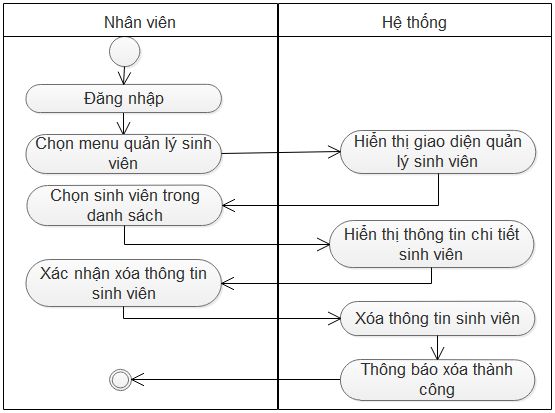 Nhân viên
Hệ thống
Đăng nhập
Chọn menu quản lý sinh
viên
Hiển thị giao diện quản
lý sinh viên
Chọn sinh viên trong
danh sách
Hiển thị thông tin chi tiết
sinh viên
Xác nhận xóa thông tin
sinh viên
Xóa thông tin sinh viên
Thông báo xóa thành
công